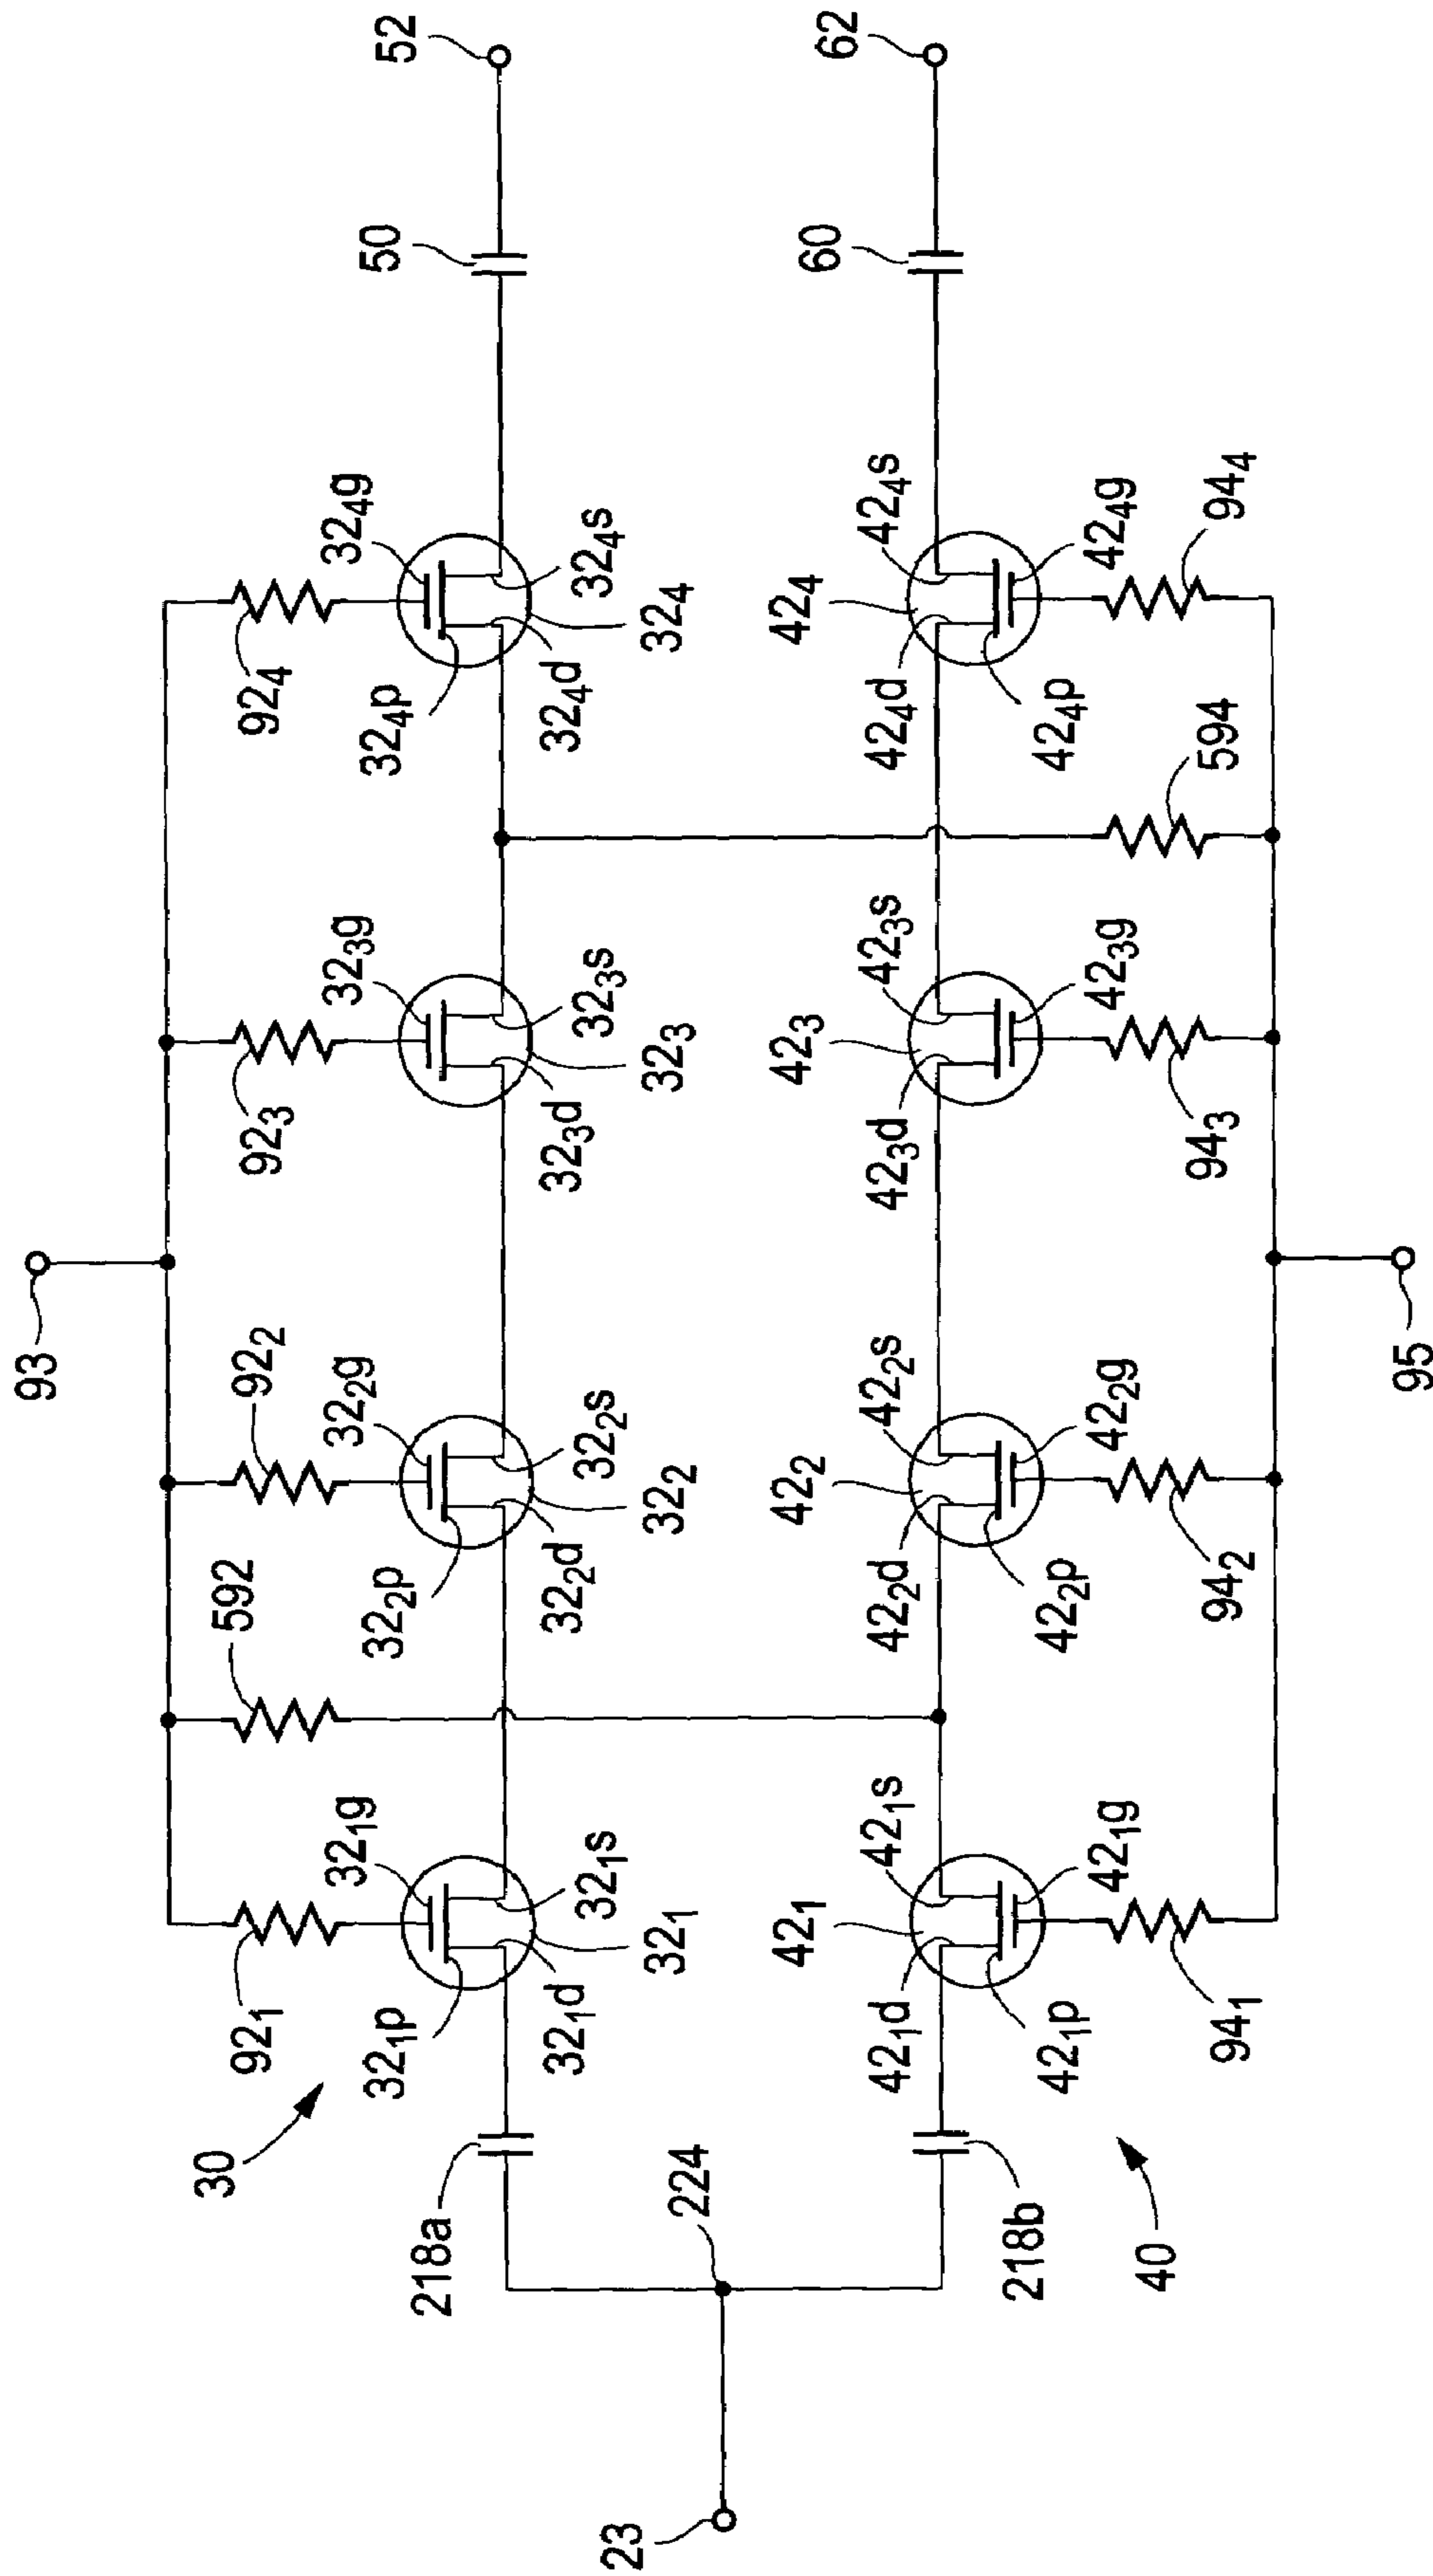 52
62
50
60
32₄g
42₄s
92₄
32₄s
42₄
42₄g
94₄
32₄
32₄p
32₄d
42₄d
42₄p
594
32₃g
42₃s
92₃
32₃s
42₃
42₃g
32₃
32₃d
42₃d
94₃
93
95
92₂
32₂g
42₂s
42₂g
32₂s
42₂
32₂
592
32₂p
32₂d
42₂d
42₂p
94₂
32₁g
42₁s
32₁s
42₁
42₁g
32₁
92₁
32₁p
32₁d
42₁d
42₁p
94₁
30
218a
224
218b
40
23